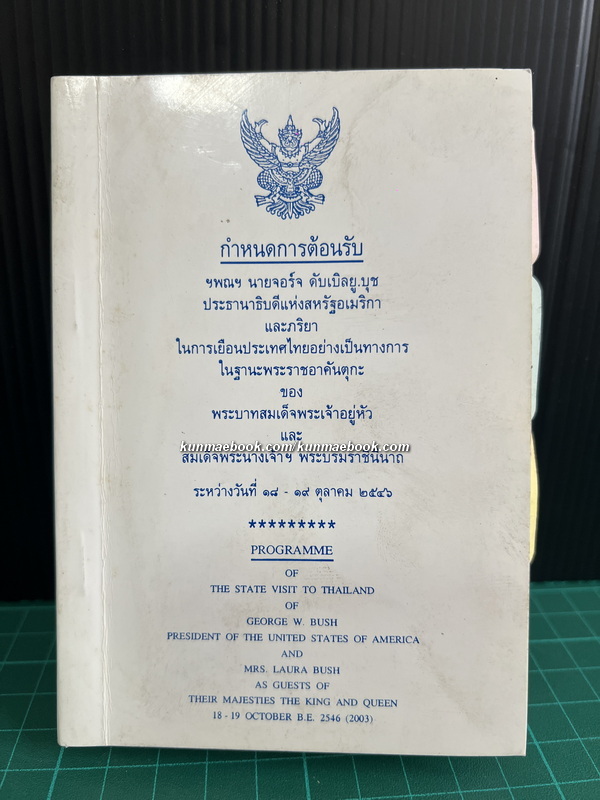 กำหนดการต้อนรับ
ฯพณฯ นายจอร์จ ดับเบิลยู.บุช
ประธานาธิบดีแห่งสหรัฐอเมริกา
และภริยา
ในการเยือนประเทศไทยอย่างเป็นทางการ
ในฐานะพระราชอาคันตุกะ
ของ
พระบาทสมเด็จพระเจ้าอยู่หัว
และ
kunmaebook.com/kunmaebook.com
สมเด็จพระนางเจ้าฯ พระบรมราชินีนาถ
ระหว่างวันที่ ๑๘ - ๑๙ ตุลาคม ๒๕๔๖
*********
PROGRAMME
OF
THE STATE VISIT TO THAILAND
OF
GEORGE W. BUSH
PRESIDENT OF THE UNITED STATES OF AMERICA
AND
MRS. LAURA BUSH
AS GUESTS OF
THEIR MAJESTIES THE KING AND QUEEN
18 - 19 OCTOBER B.E. 2546 (2003)